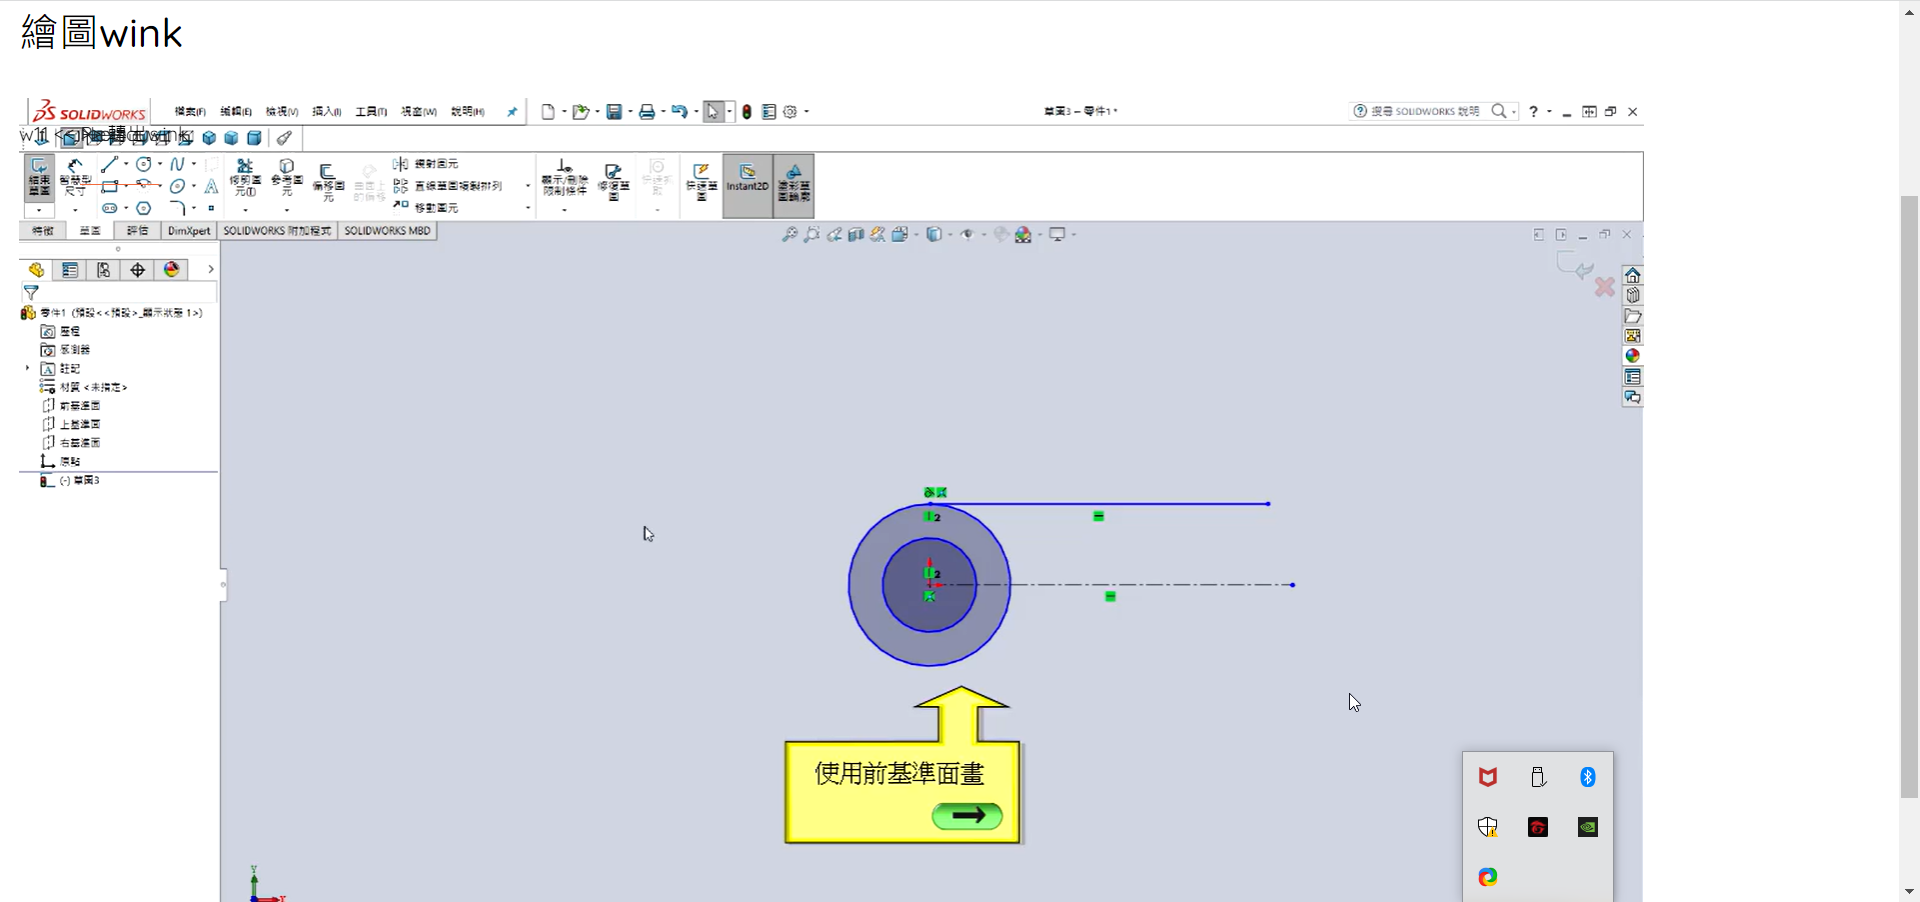 繪圖wink
SOLIDWORKS 檔案(F) 編輯(E) 檢視(V) 插入(I) 工具(T) 視窗(W) 說明(H) 草圖3 – 零件1* 搜尋 SOLIDWORKS 說明 ?
轉出wink
結束草圖
智慧型尺寸
修剪圖元(T)
參考圖元
偏移圖元
鏡射圖元
直線草圖複製排列
移動圖元
顯示/刪除限制條件
修復草圖
快速草圖
Instant2D
塗彩草圖輪廓
特徵 草圖 評估 DimXpert SOLIDWORKS 附加程式 SOLIDWORKS MBD
零件1 (預設<<預設>_顯示狀態 1>)
歷程
感測器
註記
材質 <未指定>
前基準面
上基準面
右基準面
原點
(-) 草圖3
2
2
使用前基準面畫
Y
X